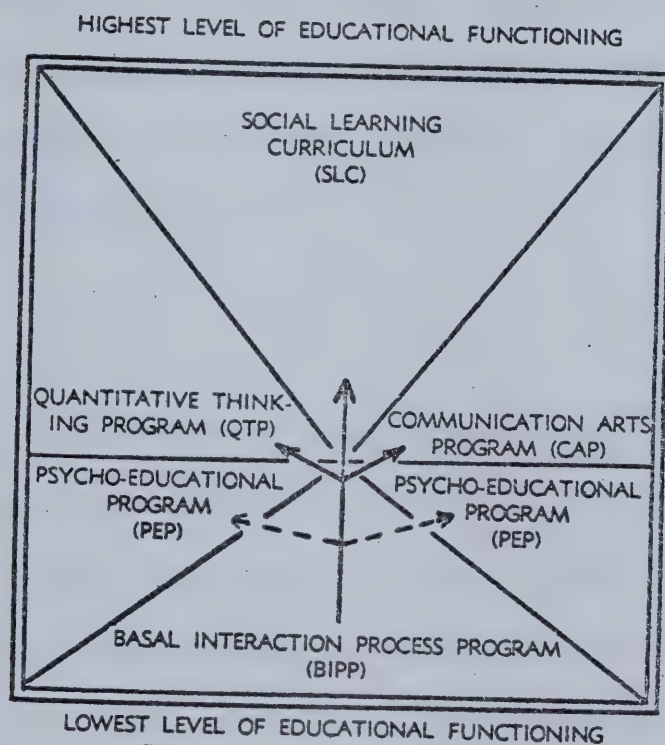 HIGHEST LEVEL OF EDUCATIONAL FUNCTIONING
SOCIAL LEARNING
CURRICULUM
(SLC)
QUANTITATIVE THINK-
ING PROGRAM (QTP)
COMMUNICATION ARTS
PROGRAM (CAP)
PSYCHO-EDUCATIONAL
PROGRAM
(PEP)
PSYCHO-EDUCATIONAL
PROGRAM
(PEP)
BASAL INTERACTION PROCESS PROGRAM
(BIPP)
LOWEST LEVEL OF EDUCATIONAL FUNCTIONING